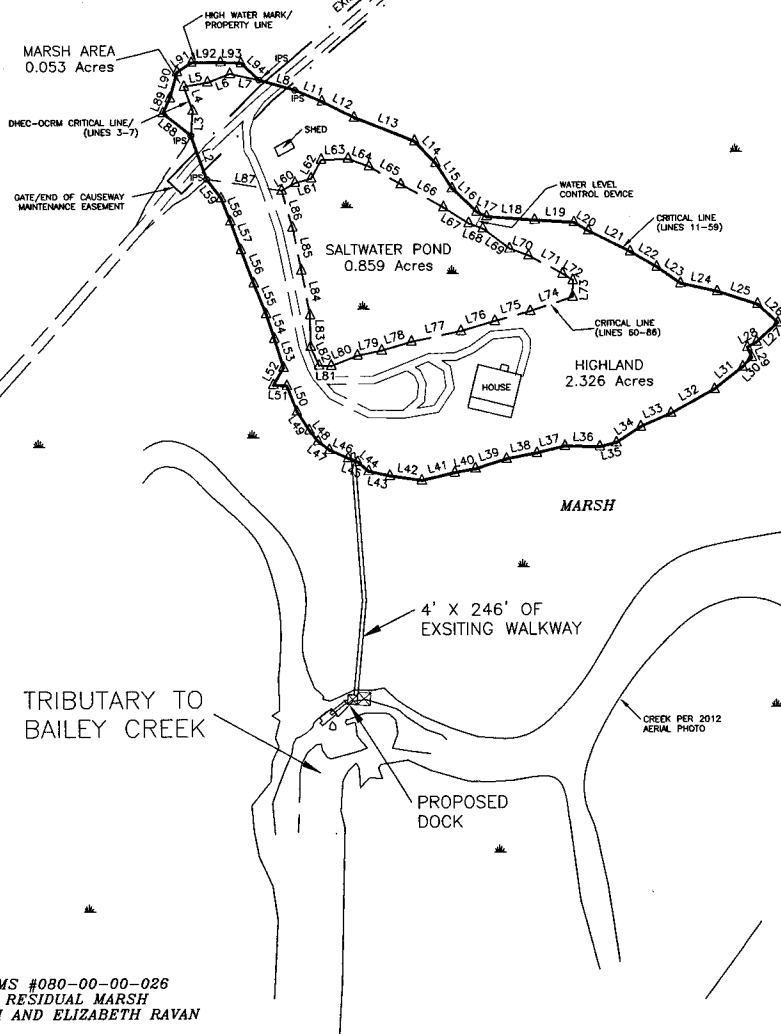 HIGH WATER MARK/
PROPERTY LINE
MARSH AREA
0.053 Acres
DHEC-OCRM CRITICAL LINE/
(LINES 3-7)
GATE/END OF CAUSEWAY
MAINTENANCE EASEMENT
L92
L93
L94
IPS
L91
L90
L89
L88
L5
L6
L7
L4
L3
IPS
L8
IPS
L11
L12
L13
L14
L15
L16
L17
L18
L19
L20
L21
L22
L23
L24
L25
L26
L27
L28
L29
L30
L31
L32
L33
L34
L35
L36
L37
L38
L39
L40
L41
L42
L43
L44
L45
L46
L47
L48
L49
L50
L51
L52
L53
L54
L55
L56
L57
L58
L59
IPS
L87
L60
L61
L62
L63
L64
L65
L66
L67
L68
L69
L70
L71
L72
L73
L74
L75
L76
L77
L78
L79
L80
L81
L82
L83
L84
L85
L86
SHED
WATER LEVEL
CONTROL DEVICE
CRITICAL LINE
(LINES 11-59)
SALTWATER POND
0.859 Acres
CRITICAL LINE
(LINES 60-86)
HIGHLAND
2.326 Acres
HOUSE
MARSH
4' X 246' OF
EXSITING WALKWAY
TRIBUTARY TO
BAILEY CREEK
CREEK PER 2012
AERIAL PHOTO
PROPOSED
DOCK
MS #080-00-00-026
RESIDUAL MARSH
AND ELIZABETH RAVAN